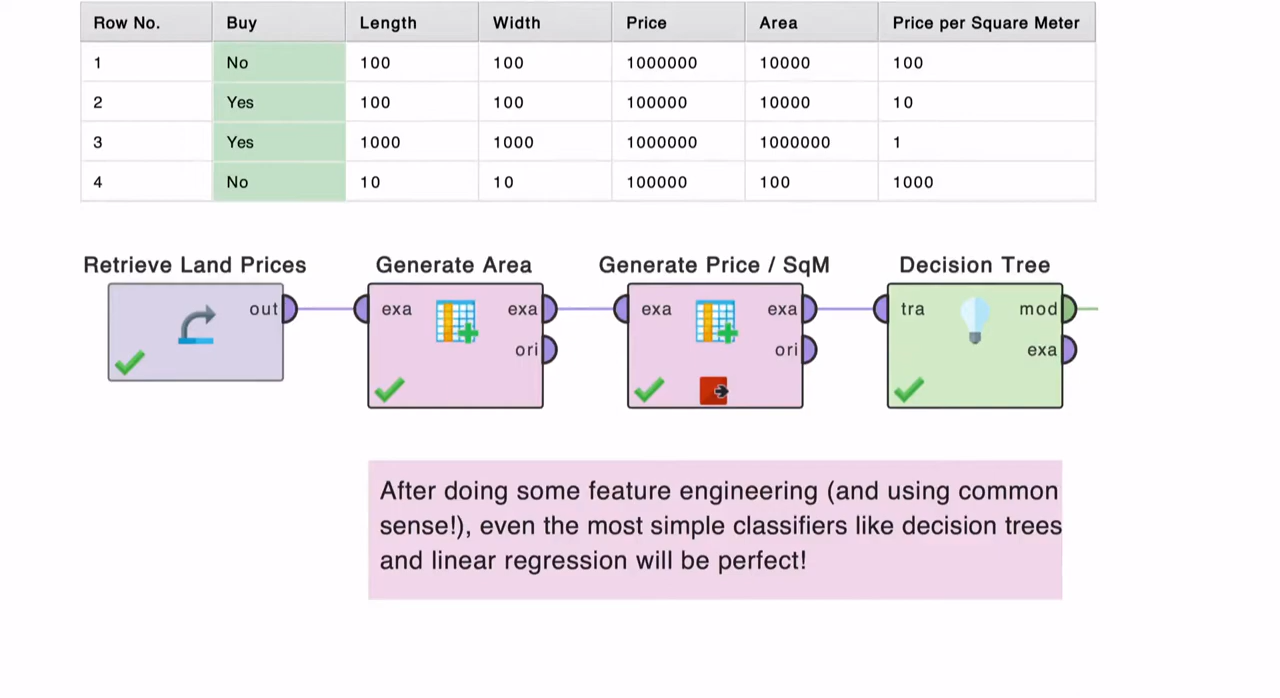 Row No. Buy Length Width Price Area Price per Square Meter
1 No 100 100 1000000 10000 100
2 Yes 100 100 100000 10000 10
3 Yes 1000 1000 1000000 1000000 1
4 No 10 10 100000 100 1000
Retrieve Land Prices Generate Area Generate Price / SqM Decision Tree
out exa exa exa exa tra mod
ori ori exa
After doing some feature engineering (and using common
sense!), even the most simple classifiers like decision trees
and linear regression will be perfect!